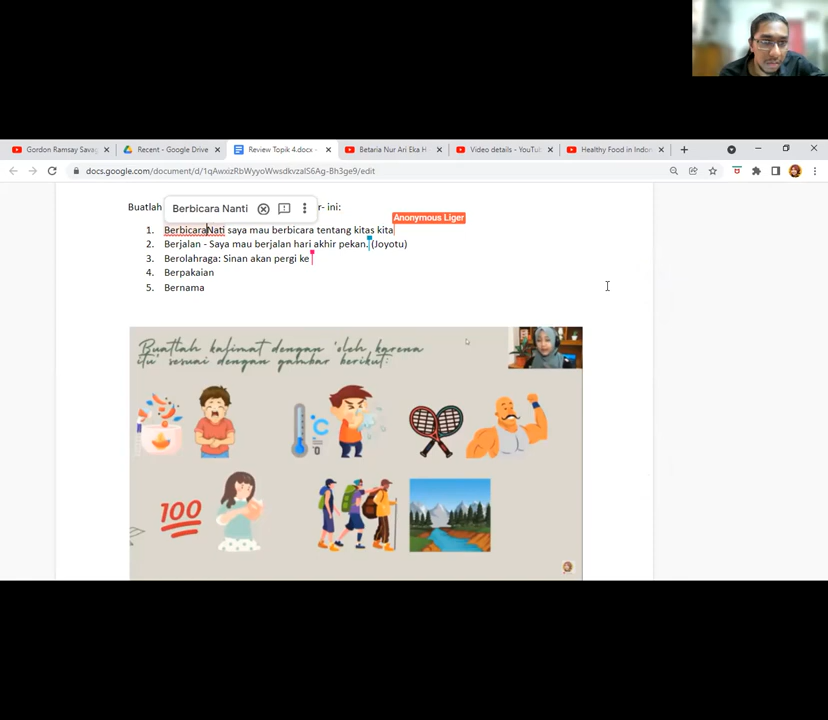 Gordon Ramsay Sava
Recent - Google Drive
Review Topik 4.docx -
Betaria Nur Ari Eka H
Video details - YouTu
Healthy Food in Indon
docs.google.com/document/d/1qAwxizRbWyyoWwsdkvzalS6Ag-Bh3ge9/edit
Buatlah
r- ini:
Berbicara Nanti
Anonymous Liger
1. BerbicaraNati saya mau berbicara tentang kitas kita
2. Berjalan - Saya mau berjalan hari akhir pekan. (Joyotu)
3. Berolahraga: Sinan akan pergi ke
4. Berpakaian
5. Bernama
Buatlah kalimat dengan 'oleh karena
itu' sesuai dengan gambar berikut:
°C
100